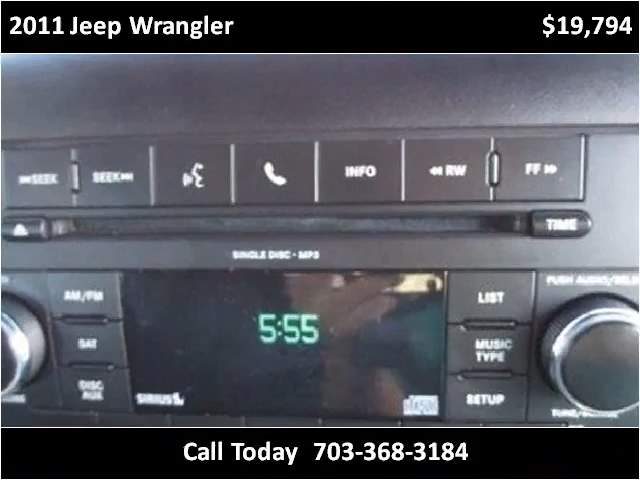 2011 Jeep Wrangler $19,794
SEEK SEEK INFO RW FF
TIME
SINGLE DISC - MP3
AM/FM LIST
SAT MUSIC TYPE
DISC AUX SETUP
5:55
SIRIUS
Call Today 703-368-3184